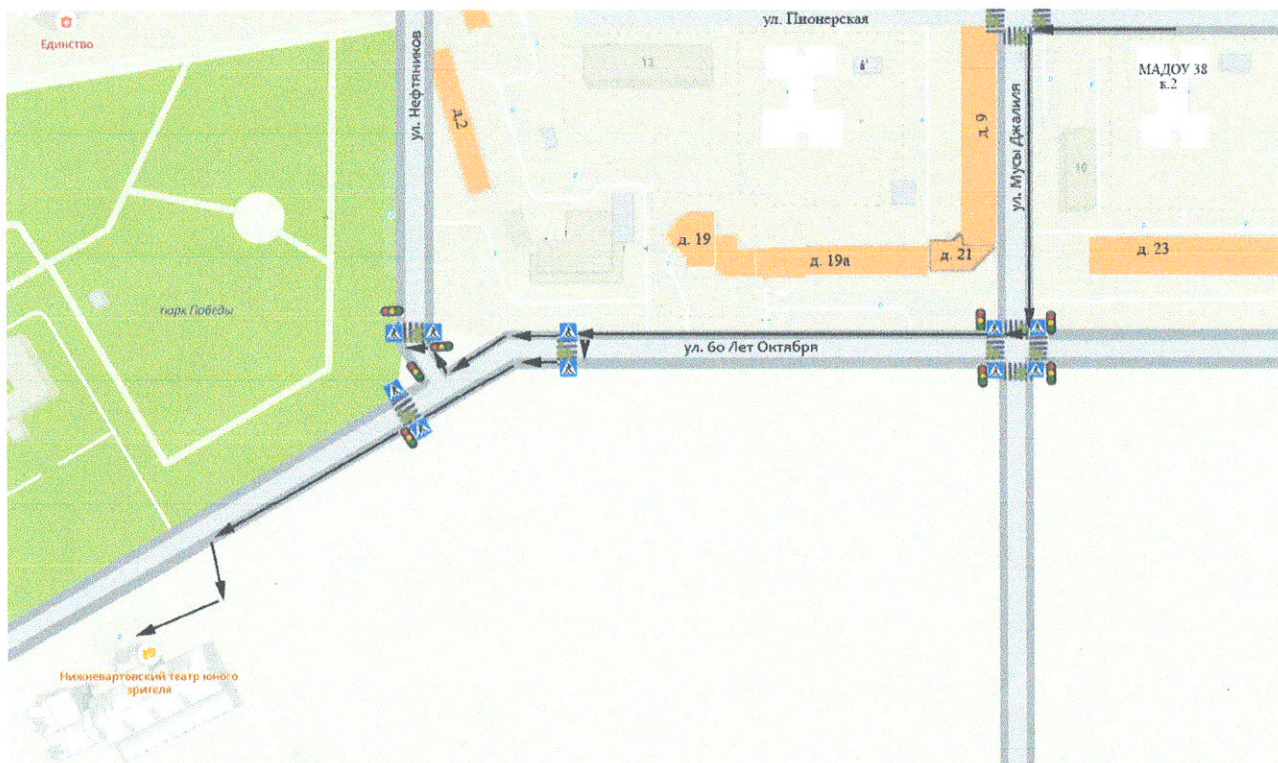 ул. Пионерская
Единство
12
МАДОУ 38
к.2
ул. Нефтяников
д.2
д. 9
ул. Мусы Джалиля
10
д. 19
д. 19а
д. 21
д. 23
парк Победы
ул. 6о Лет Октября
Нижневартовский театр юного
зрителя